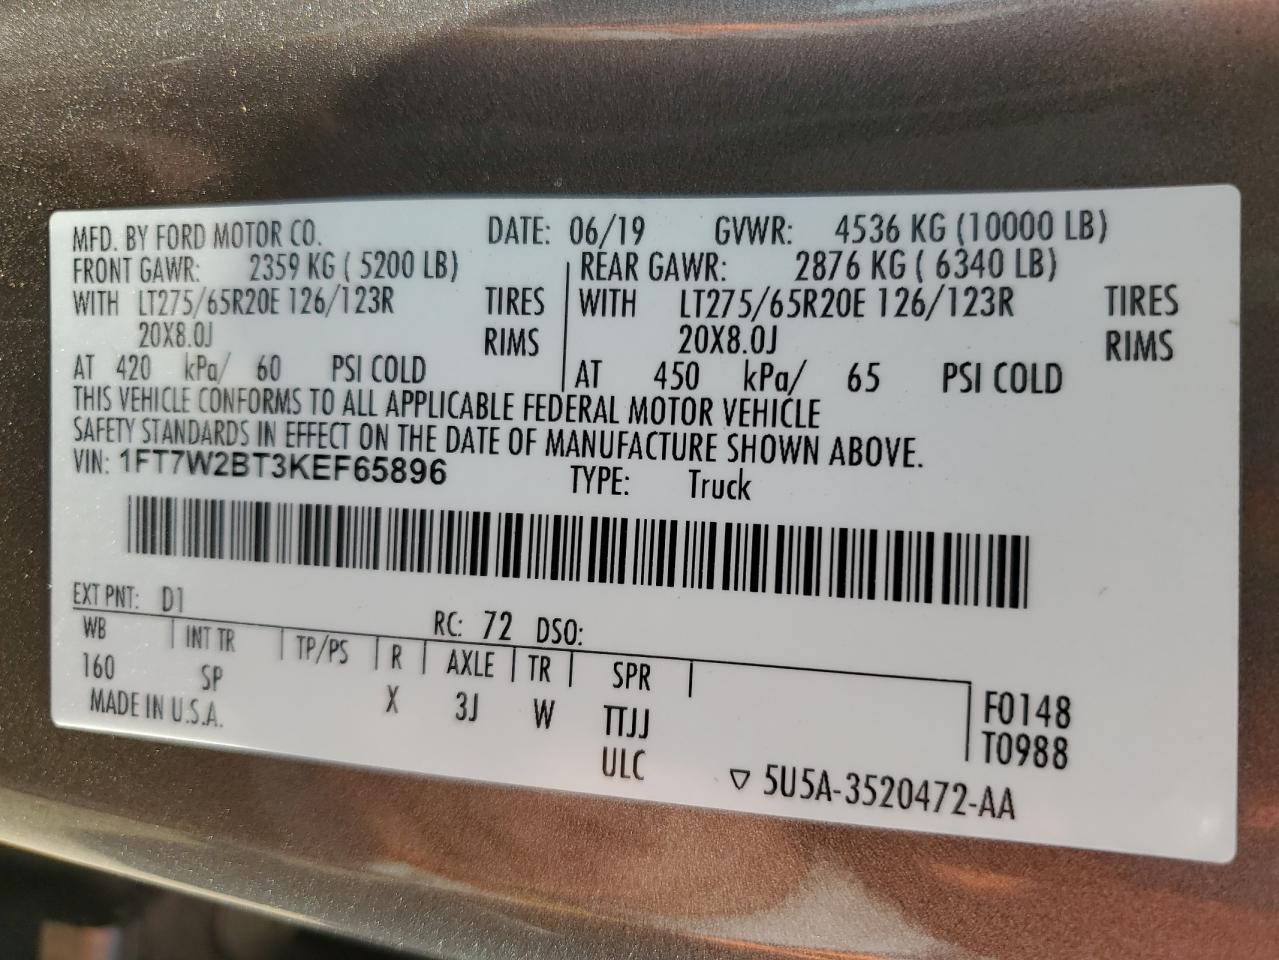 MFD. BY FORD MOTOR CO. DATE: 06/19 GVWR: 4536 KG (10000 LB)
FRONT GAWR: 2359 KG ( 5200 LB) REAR GAWR: 2876 KG ( 6340 LB)
WITH LT275/65R20E 126/123R TIRES WITH LT275/65R20E 126/123R TIRES
20X8.0J RIMS 20X8.0J RIMS
AT 420 kPa/ 60 PSI COLD AT 450 kPa/ 65 PSI COLD
THIS VEHICLE CONFORMS TO ALL APPLICABLE FEDERAL MOTOR VEHICLE
SAFETY STANDARDS IN EFFECT ON THE DATE OF MANUFACTURE SHOWN ABOVE.
VIN: 1FT7W2BT3KEF65896 TYPE: Truck
EXT PNT: D1 RC: 72 DSO:
WB INT TR TP/PS R AXLE TR SPR
160 SP X 3J W TTJJ F0148
MADE IN U.S.A. ULC T0988
5U5A-3520472-AA